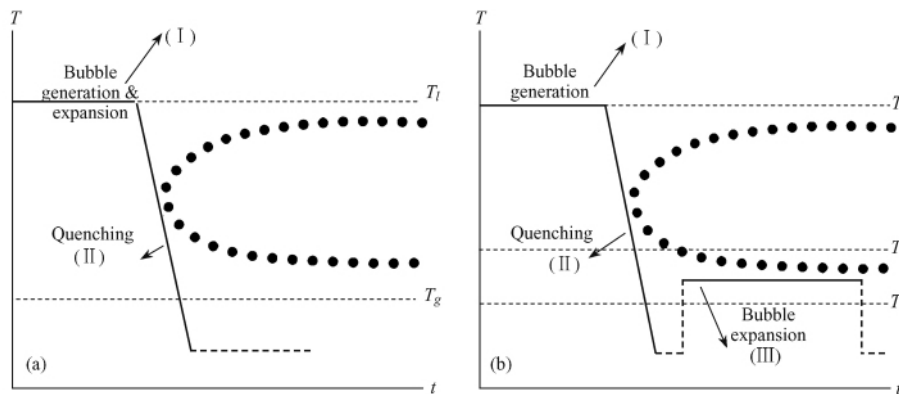 T
(Ⅰ)
Bubble
generation &
expansion
T_l
Quenching
(Ⅱ)
T_g
(a)
t
T
(Ⅰ)
Bubble
generation
T
Quenching
(Ⅱ)
T
T
Bubble
expansion
(Ⅲ)
(b)